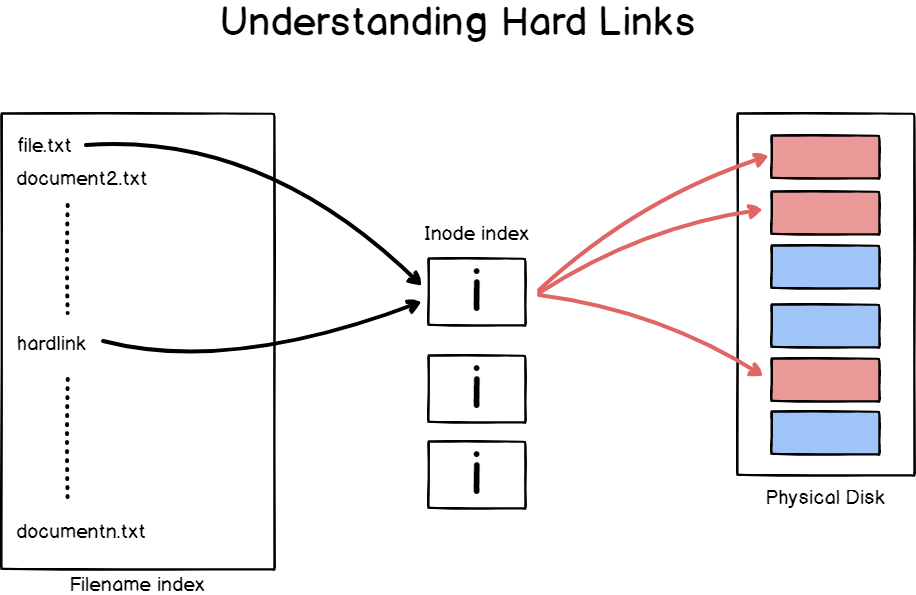 Understanding Hard Links
file.txt
document2.txt
hardlink
documentn.txt
Filename index
Inode index
i
i
i
Physical Disk